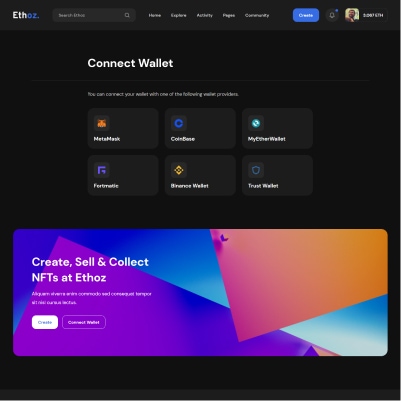 Ethoz.
Search Ethoz
Home Explore Activity Pages Community
Create
3.097 ETH
Connect Wallet
You can connect your wallet with one of the following wallet providers.
MetaMask CoinBase MyEtherWallet
Fortmatic Binance Wallet Trust Wallet
Create, Sell & Collect
NFTs at Ethoz
Aliquam viverra enim commodo sed consequat tempor
sit nisi cursus lectus.
Create Connect Wallet